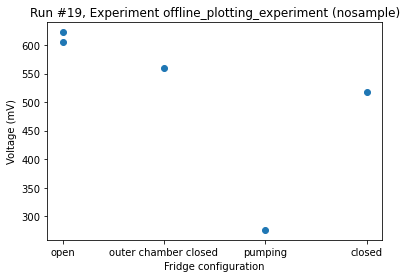 Run #19, Experiment offline_plotting_experiment (nosample)
600
550
500
450
400
350
300
Voltage (mV)
open outer chamber closed pumping closed
Fridge configuration